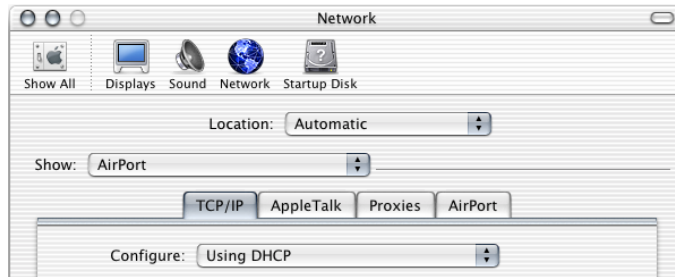 Network
Show All Displays Sound Network Startup Disk
Location: Automatic
Show: AirPort
TCP/IP AppleTalk Proxies AirPort
Configure: Using DHCP